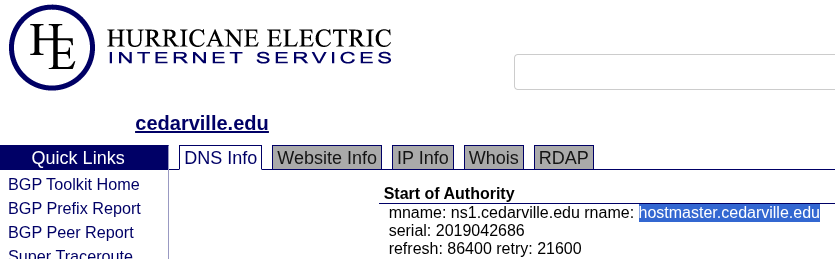 HE HURRICANE ELECTRIC
INTERNET SERVICES
cedarville.edu
Quick Links
DNS Info Website Info IP Info Whois RDAP
BGP Toolkit Home
BGP Prefix Report
BGP Peer Report
Super Traceroute
Start of Authority
mname: ns1.cedarville.edu rname: hostmaster.cedarville.edu
serial: 2019042686
refresh: 86400 retry: 21600